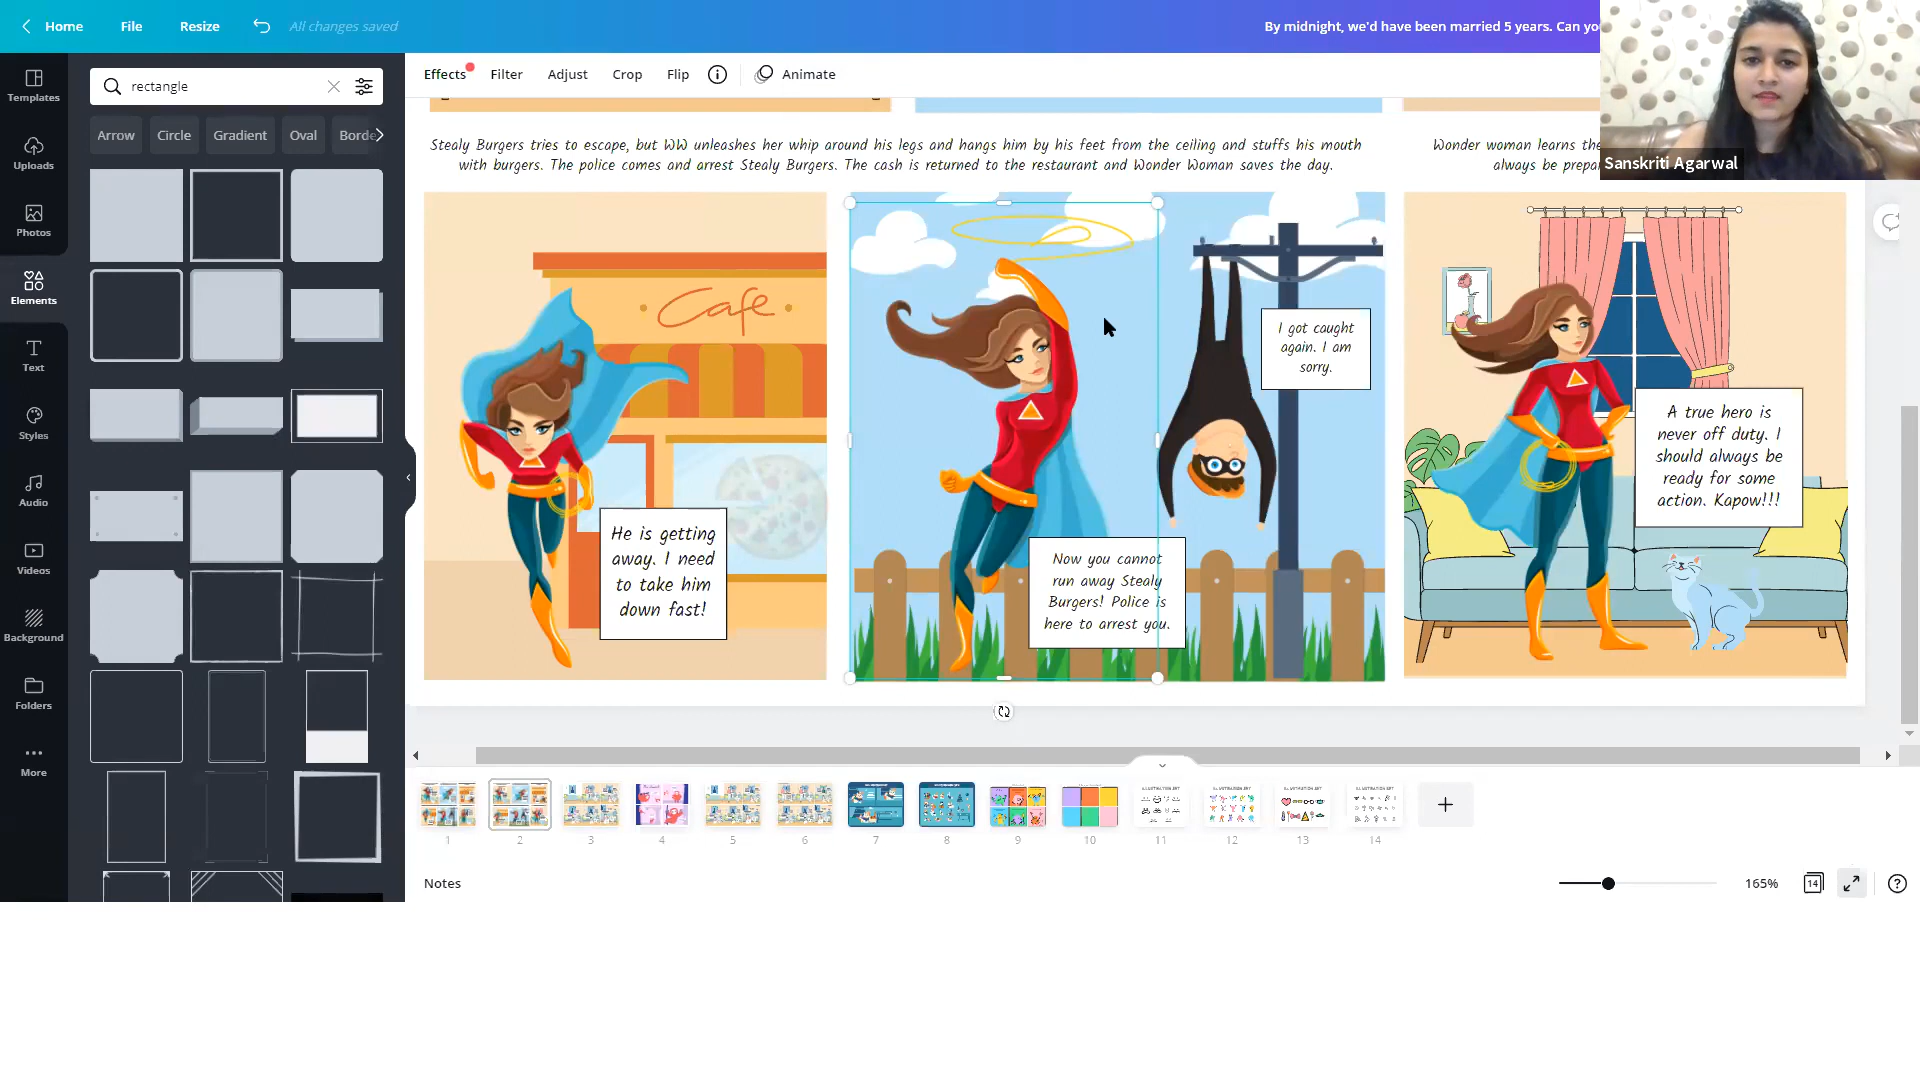 Home
File
Resize
All changes saved
By midnight, we'd have been married 5 years. Can
Sanskriti Agarwal
Templates
Uploads
Photos
Elements
Text
Styles
Audio
Videos
Background
Folders
More
rectangle
Arrow
Circle
Gradient
Oval
Effects
Filter
Adjust
Crop
Flip
Animate
Stealy Burgers tries to escape, but WW unleashes her whip around his legs and hangs him by his feet from the ceiling and stuffs his mouth
with burgers. The police comes and arrest Stealy Burgers. The cash is returned to the restaurant and Wonder Woman saves the day.
Wonder woman learns
always be
Cafe
He is getting
away. I need
to take him
down fast!
Now you cannot
run away Stealy
Burgers! Police is
here to arrest you.
I got caught
again. I am
sorry.
A true hero is
never off duty. I
should always be
ready for some
action. Kapow!!!
1
2
3
4
5
6
7
8
9
10
11
12
13
14
Notes
165%
14